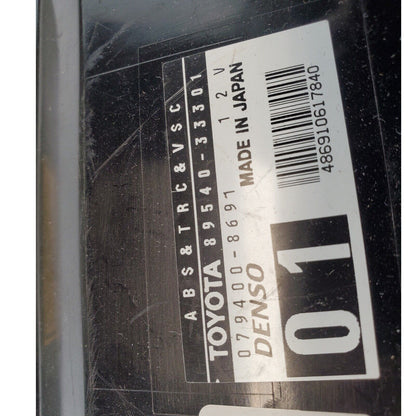 ABS&TRC&VSC
TOYOTA 89540-33301
079400-8691 12V
DENSO MADE IN JAPAN
01
486910617840